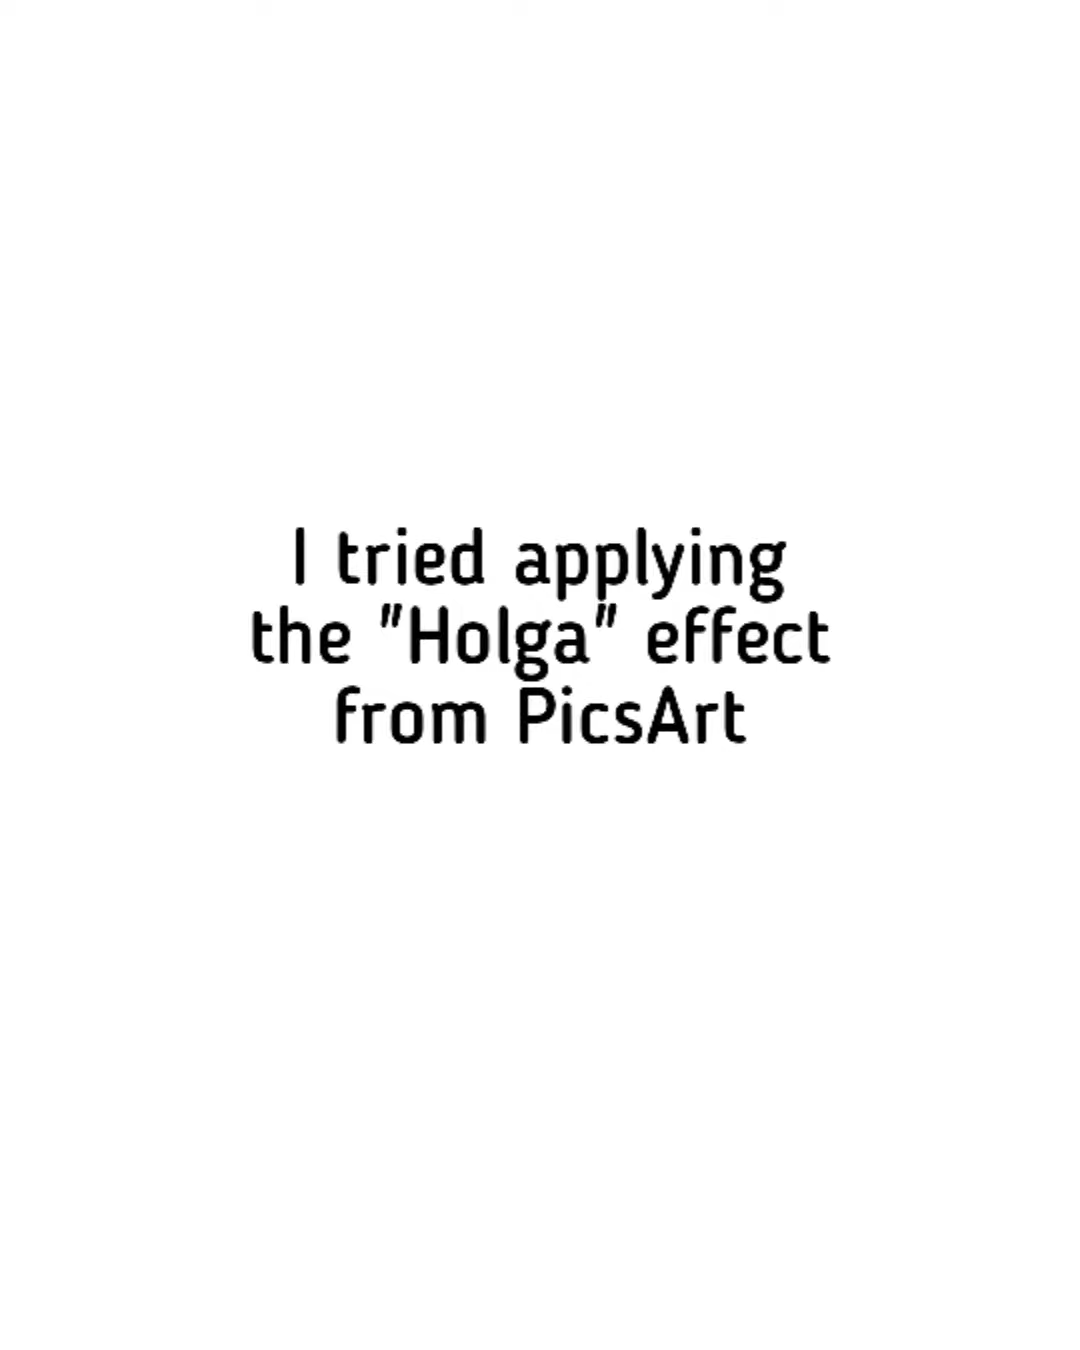 I tried applying
the "Holga" effect
from PicsArt